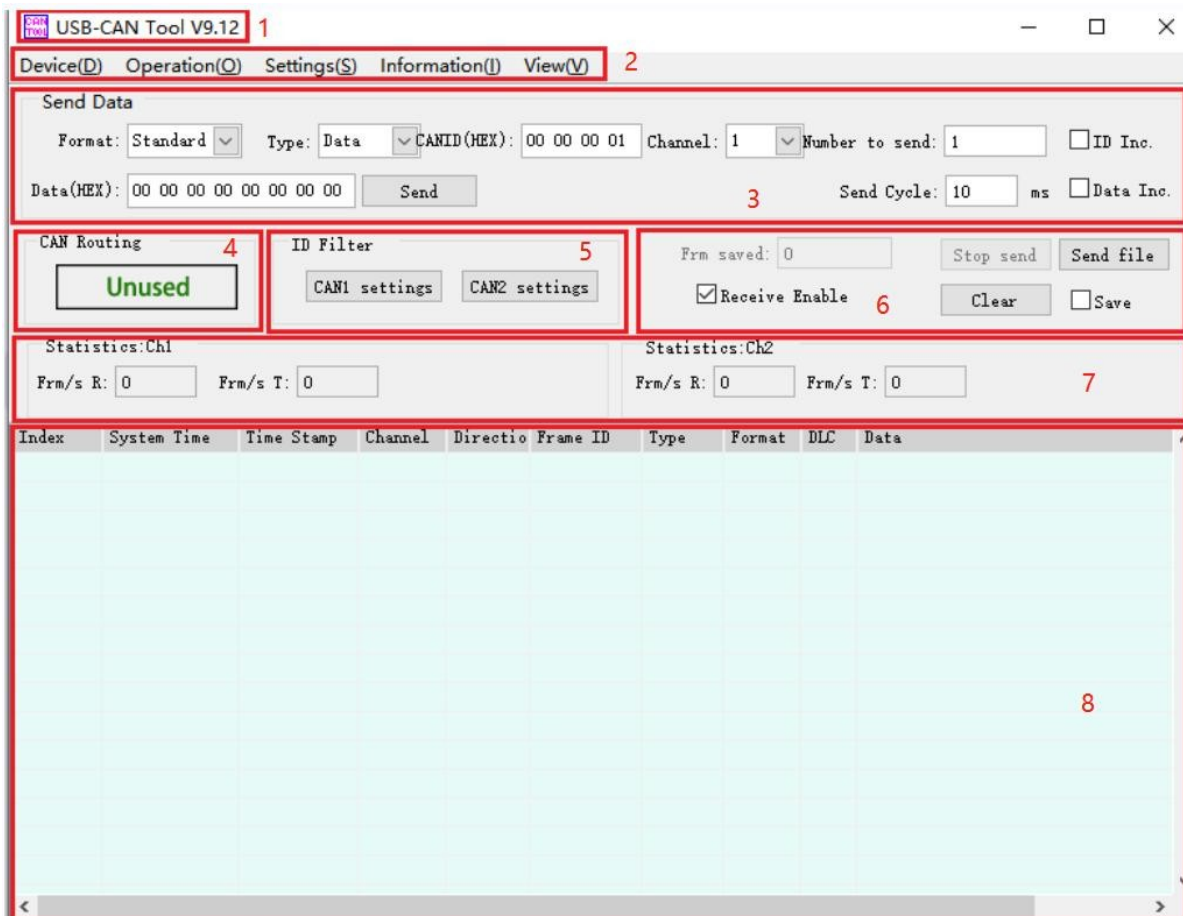 CAN TOOL USB-CAN Tool V9.12 1
Device(D) Operation(O) Settings(S) Information(I) View(V) 2
Send Data
Format: Standard Type: Data CANID(HEX): 00 00 00 01 Channel: 1 Number to send: 1 ID Inc.
Data(HEX): 00 00 00 00 00 00 00 00 Send 3 Send Cycle: 10 ms Data Inc.
CAN Routing 4 ID Filter 5 Frm saved: 0 Stop send Send file
Unused CAN1 settings CAN2 settings Receive Enable 6 Clear Save
Statistics:Ch1 Statistics:Ch2
Frm/s R: 0 Frm/s T: 0 Frm/s R: 0 Frm/s T: 0 7
Index System Time Time Stamp Channel Directio Frame ID Type Format DLC Data
8